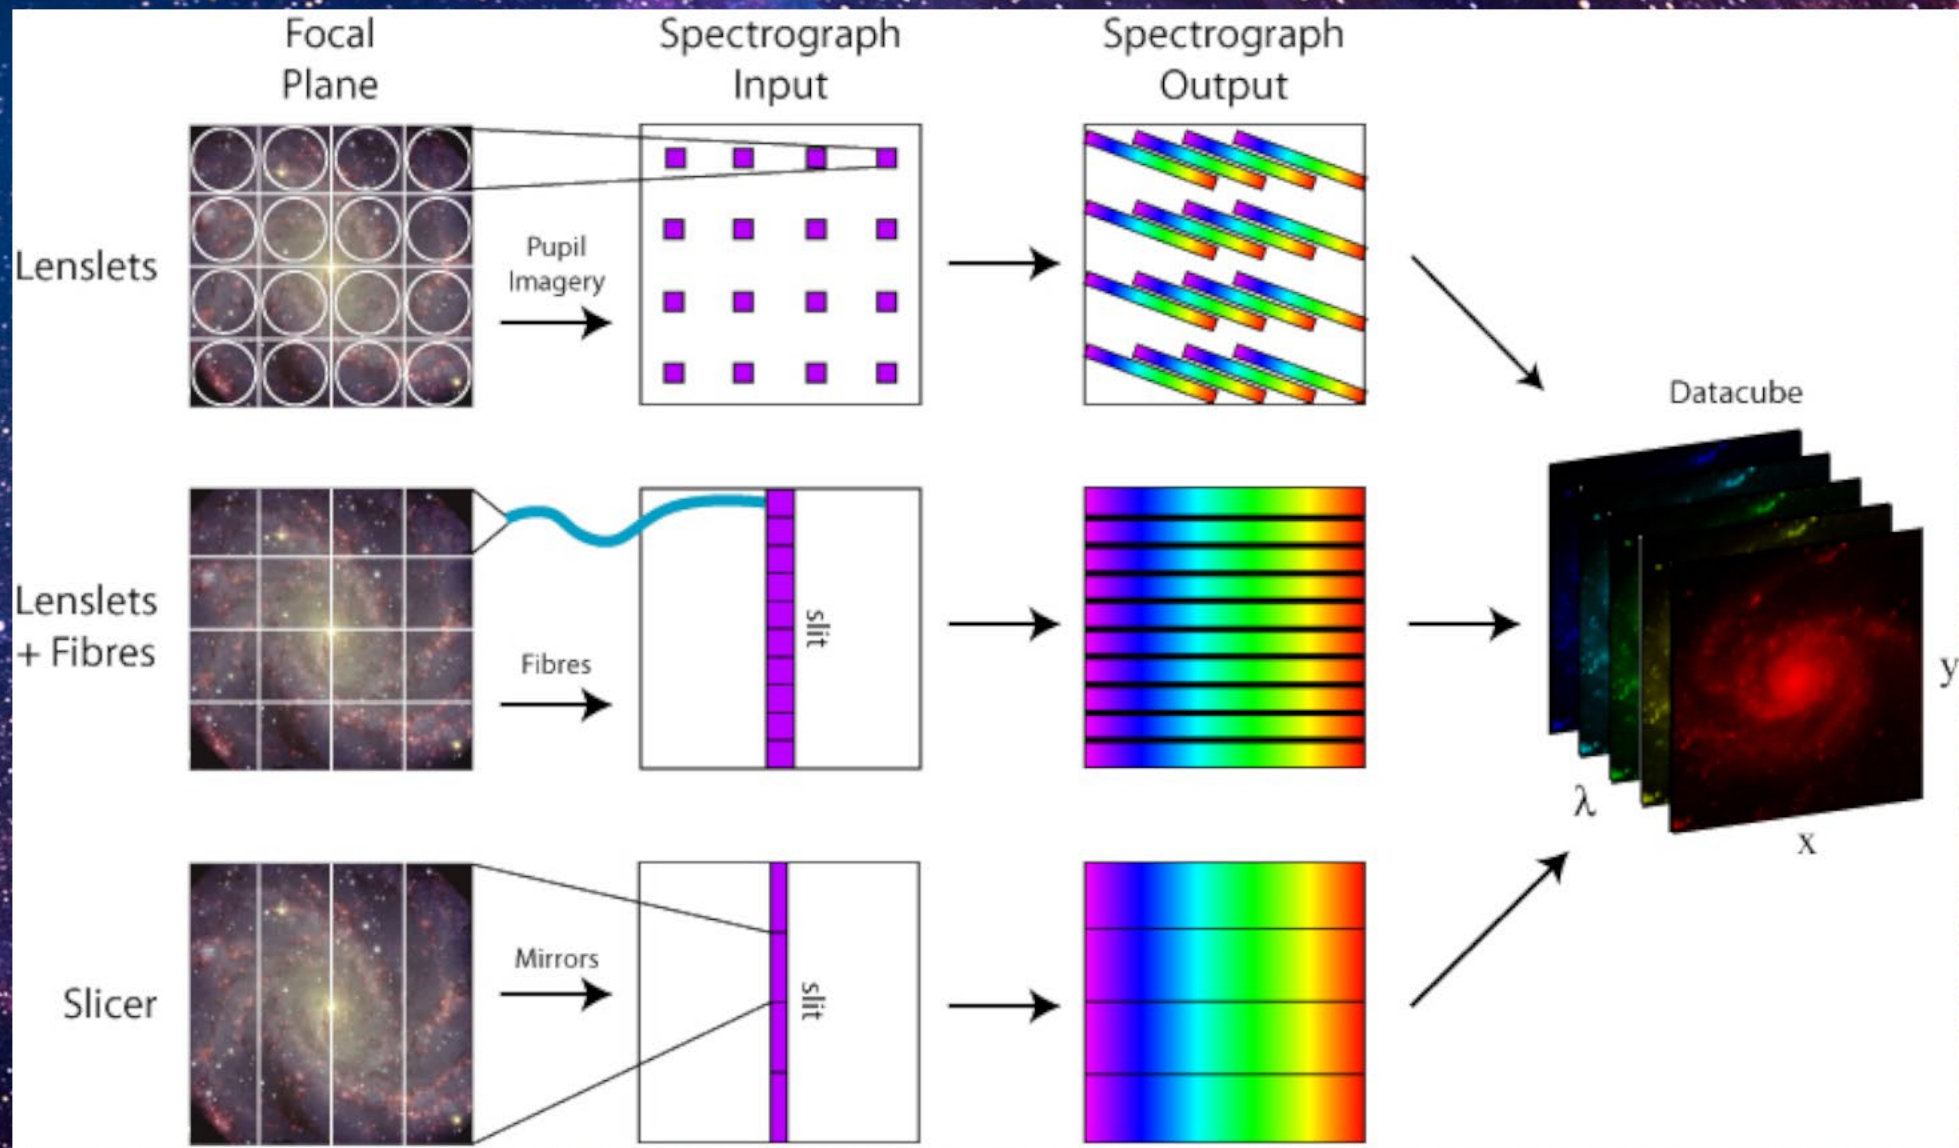 Focal
Plane
Spectrograph
Input
Spectrograph
Output
Lenslets
Pupil
Imagery
Datacube
Lenslets
+ Fibres
Fibres
slit
λ
x
y
Slicer
Mirrors
slit